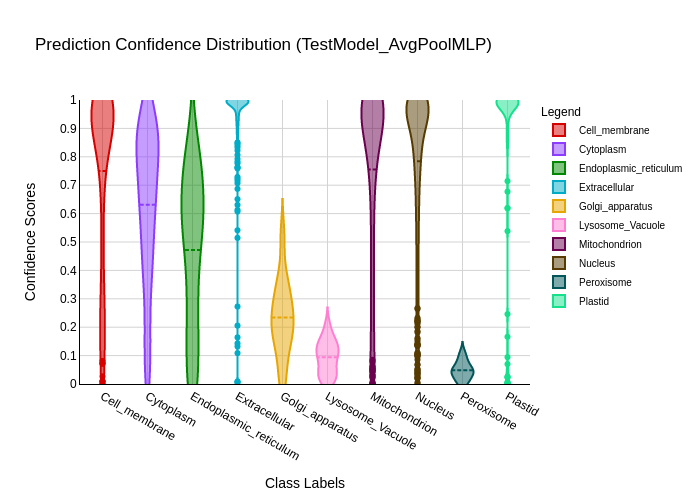 Prediction Confidence Distribution (TestModel_AvgPoolMLP)
Confidence Scores
1
0.9
0.8
0.7
0.6
0.5
0.4
0.3
0.2
0.1
0
Cell_membrane
Cytoplasm
Endoplasmic_reticulum
Extracellular
Golgi_apparatus
Lysosome_Vacuole
Mitochondrion
Nucleus
Peroxisome
Plastid
Class Labels
Legend
Cell_membrane
Cytoplasm
Endoplasmic_reticulum
Extracellular
Golgi_apparatus
Lysosome_Vacuole
Mitochondrion
Nucleus
Peroxisome
Plastid